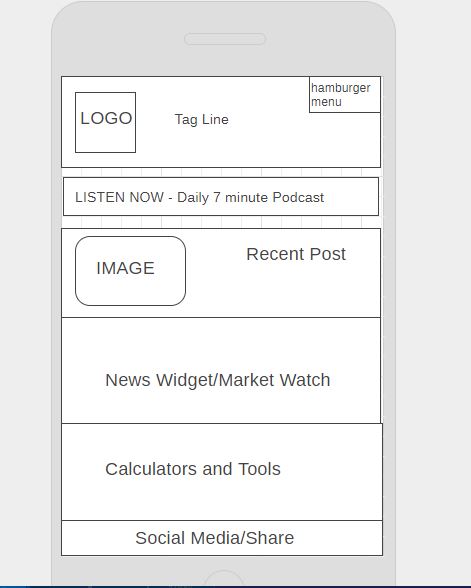 hamburger
menu
LOGO
Tag Line
LISTEN NOW - Daily 7 minute Podcast
IMAGE
Recent Post
News Widget/Market Watch
Calculators and Tools
Social Media/Share